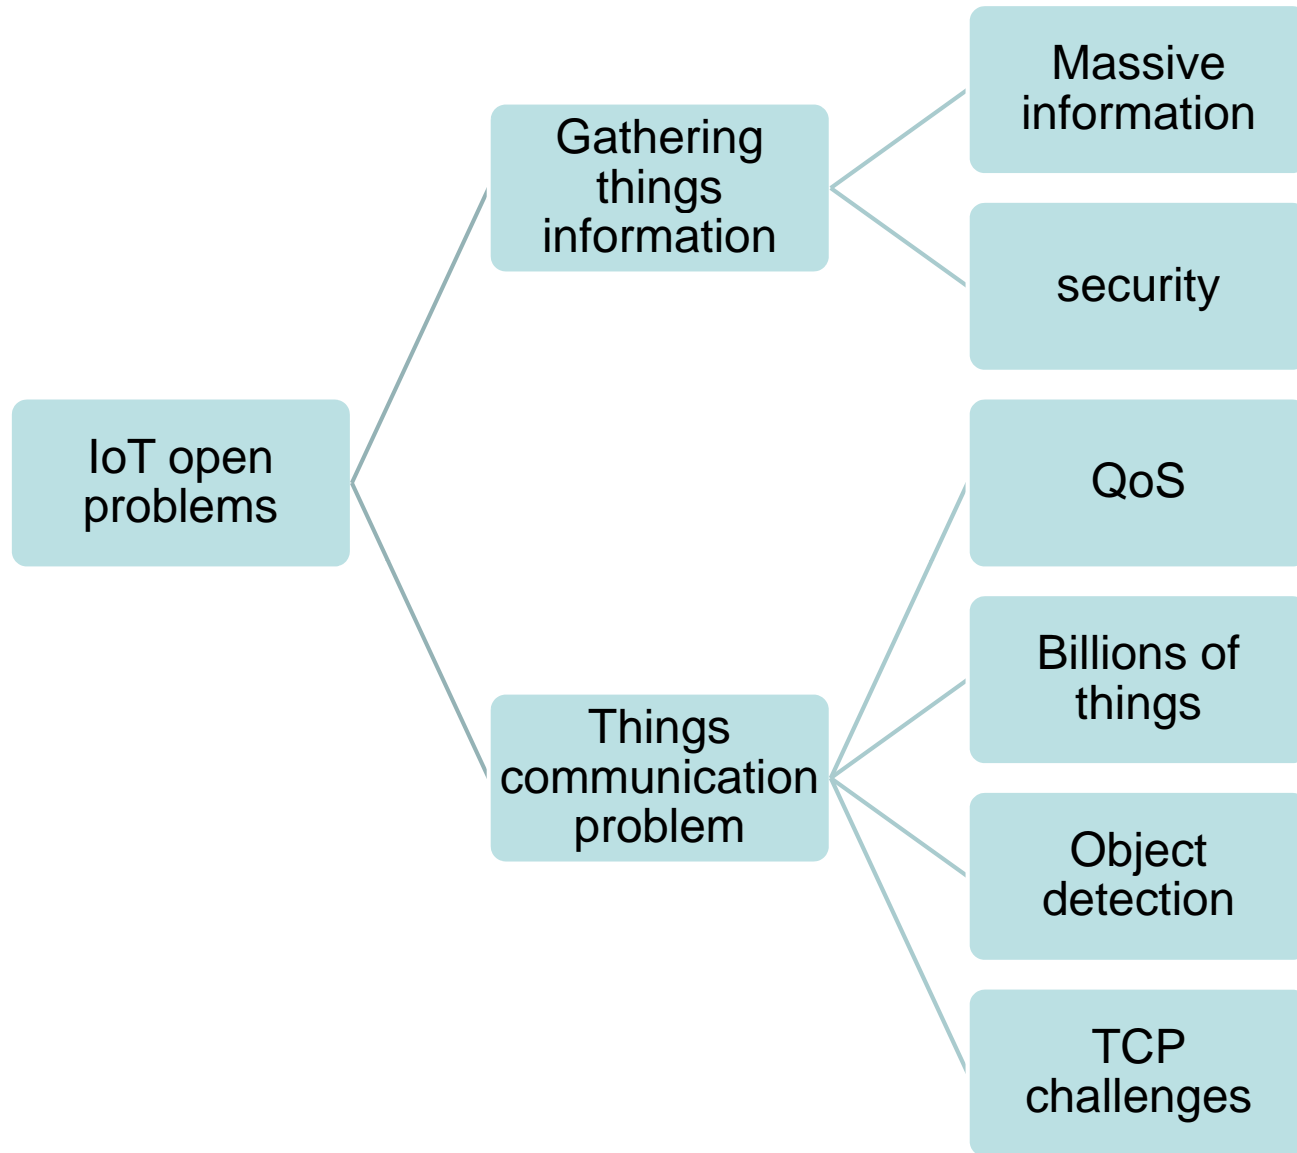 IoT open
problems
Gathering
things
information
Massive
information
security
Things
communication
problem
QoS
Billions of
things
Object
detection
TCP
challenges